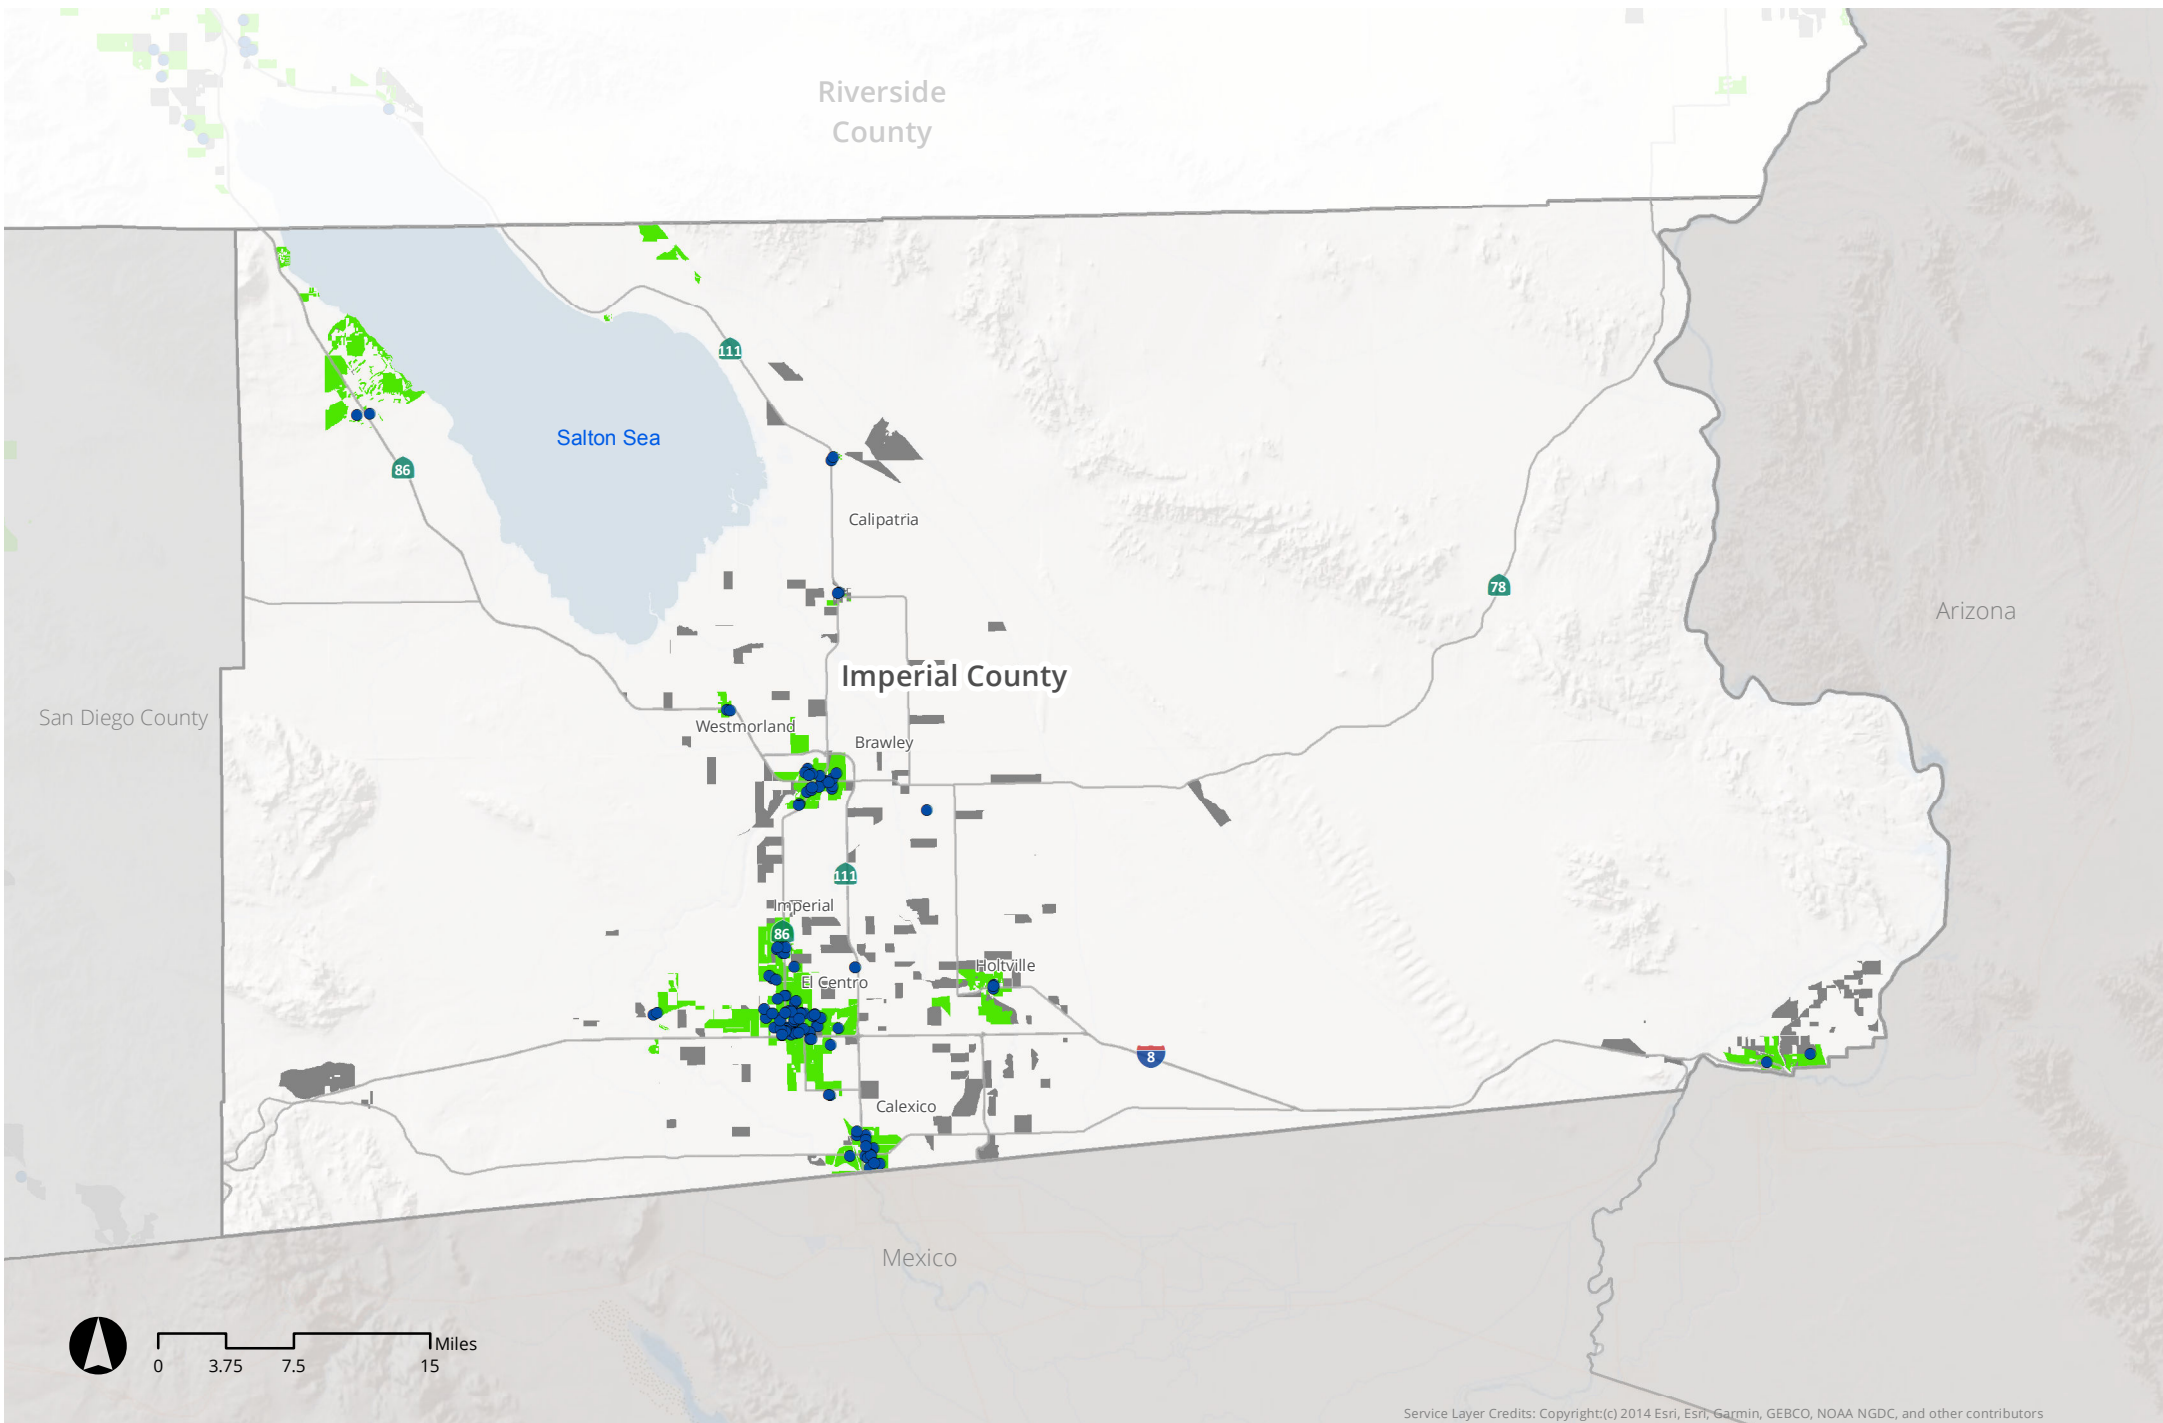 Riverside
County
111
Salton Sea
86
Calipatria
78
Arizona
Imperial County
San Diego County
Westmorland
Brawley
111
Imperial
86
Holtville
El Centro
8
Calexico
Mexico
Miles
0 3.75 7.5 15
Service Layer Credits: Copyright:(c) 2014 Esri, Esri, Garmin, GEBCO, NOAA NGDC, and other contributors